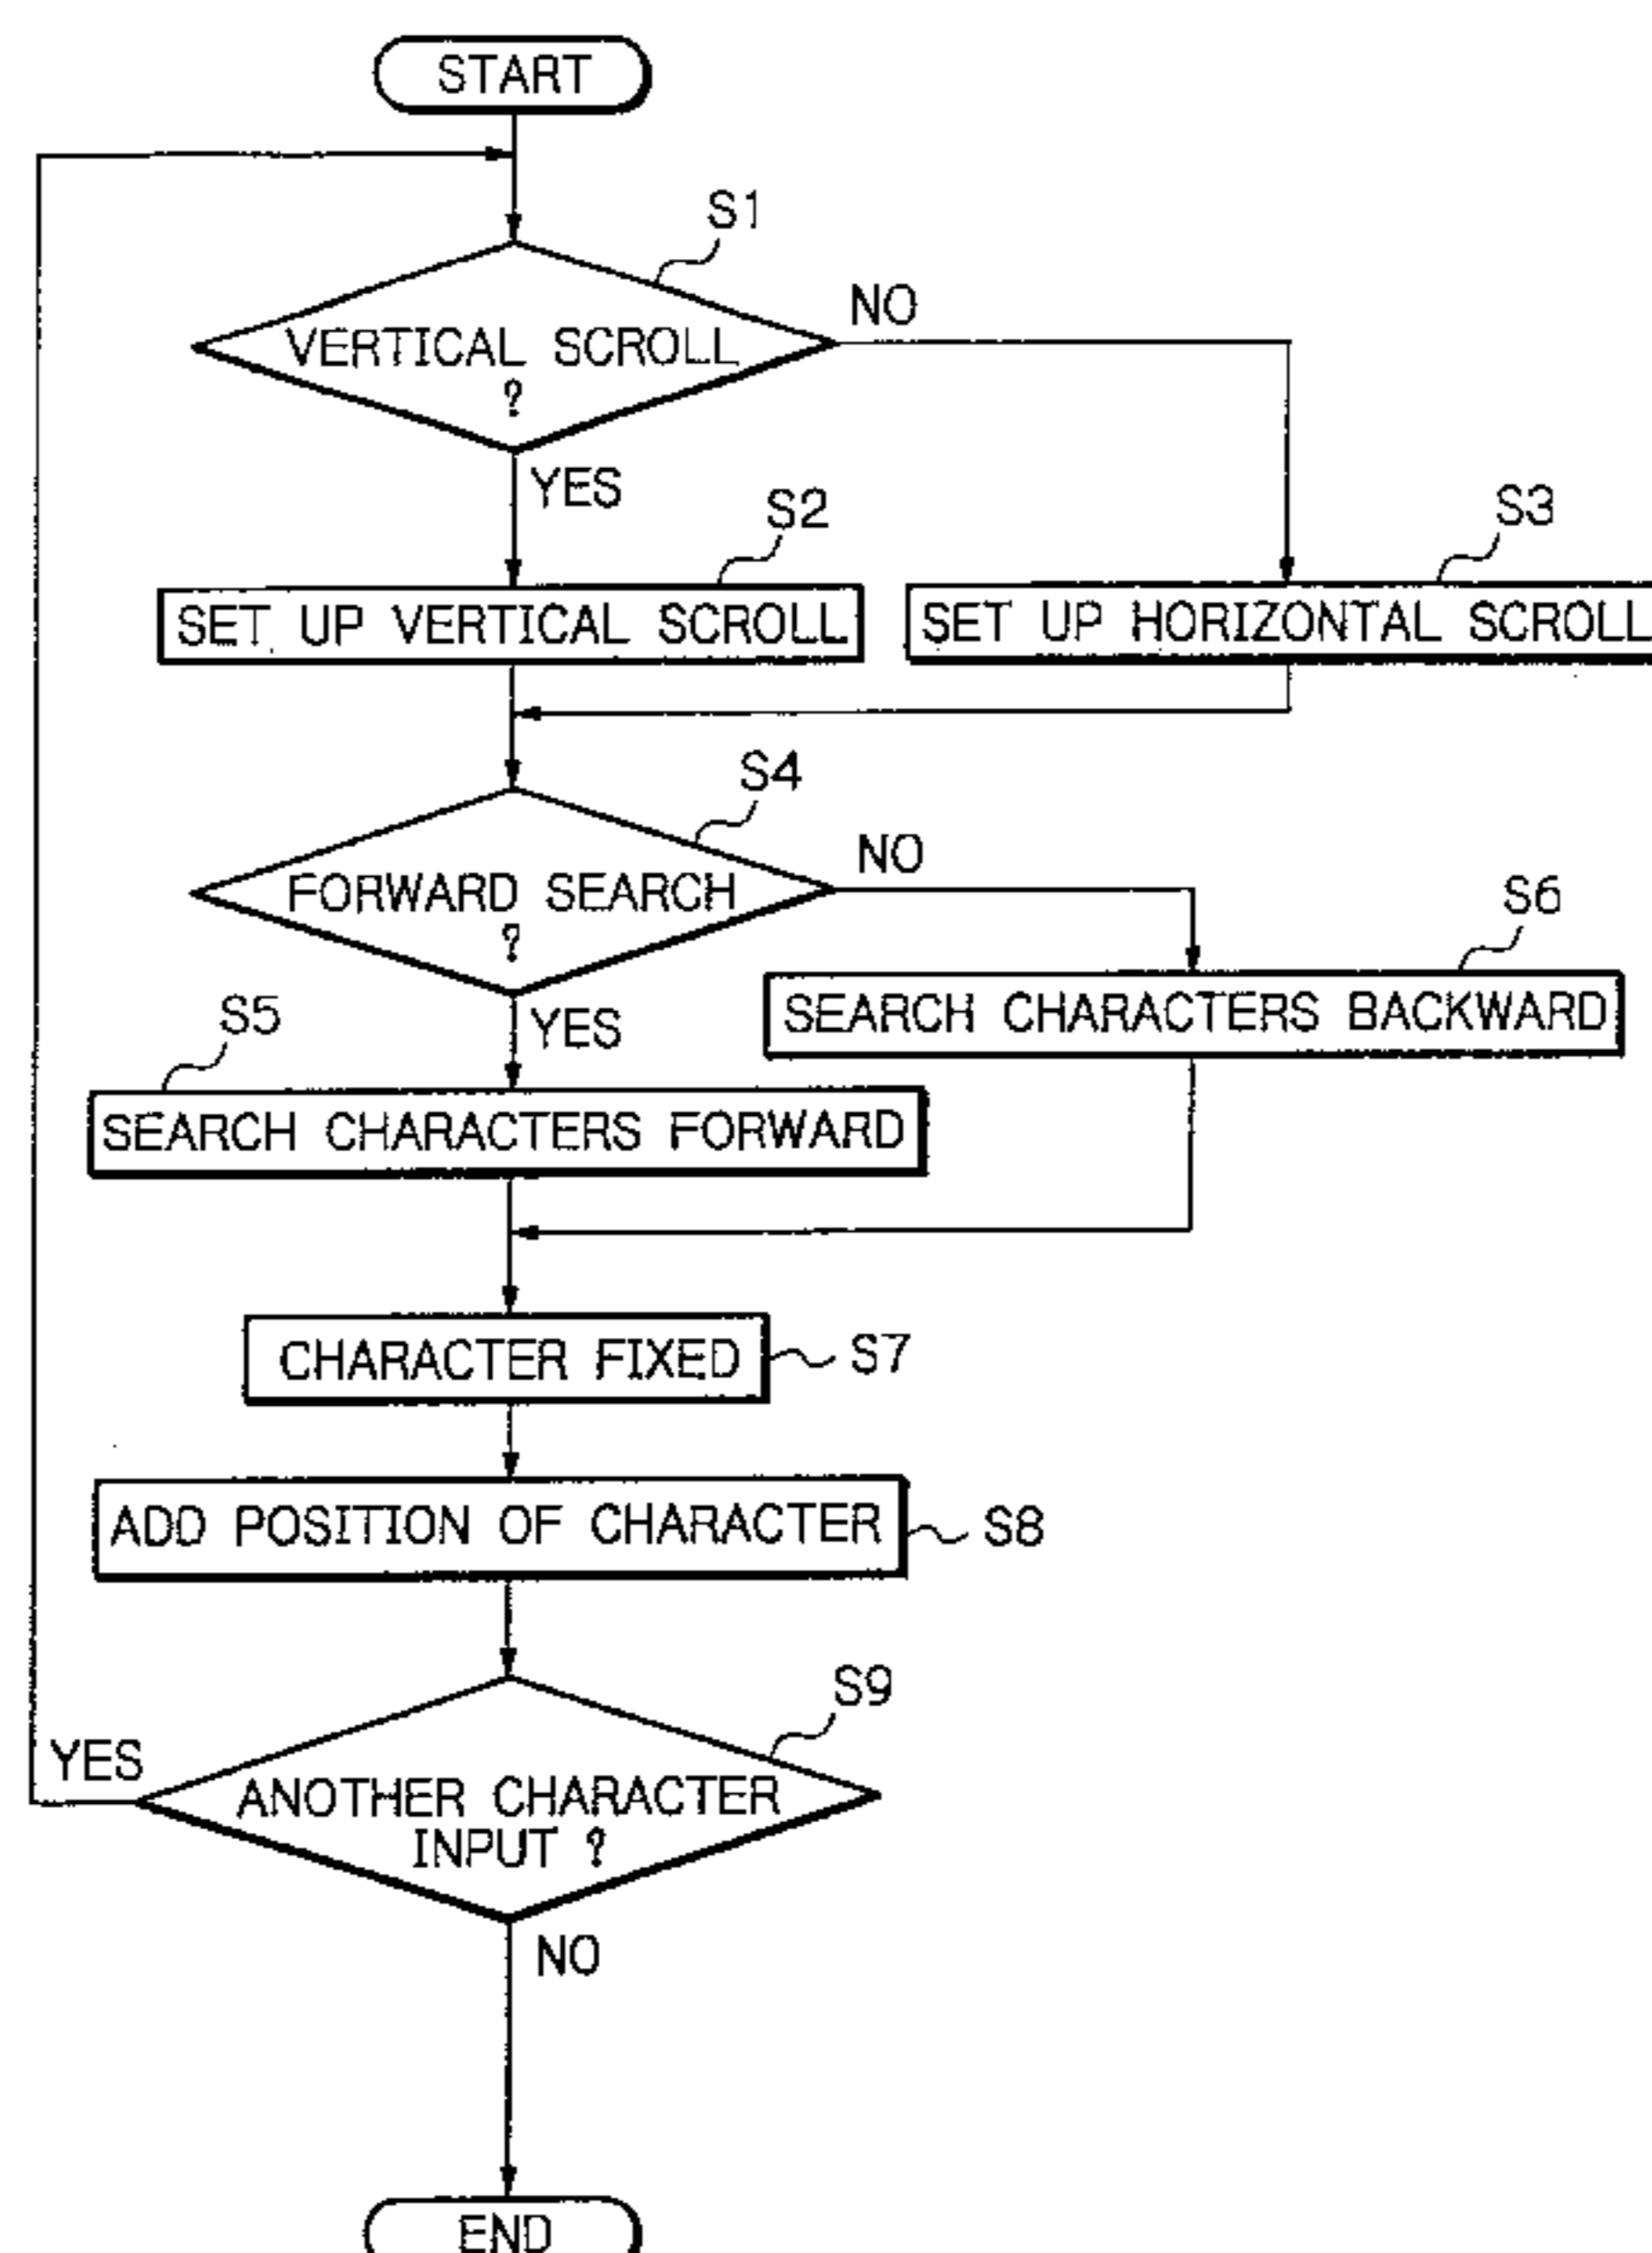 START
S1
NO
VERTICAL SCROLL
?
YES
S2
S3
SET UP VERTICAL SCROLL
SET UP HORIZONTAL SCROLL
S4
NO
FORWARD SEARCH
?
S6
YES
SEARCH CHARACTERS BACKWARD
S5
SEARCH CHARACTERS FORWARD
CHARACTER FIXED
S7
ADD POSITION OF CHARACTER
S8
S9
YES
ANOTHER CHARACTER
INPUT ?
NO
END